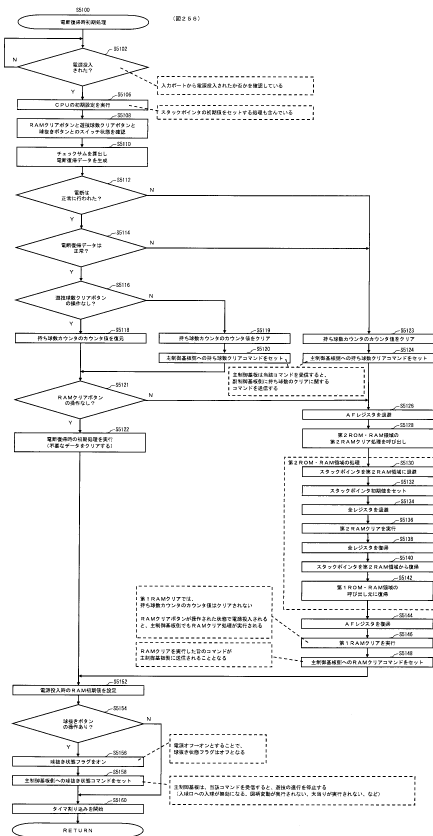 S5100
(図256)
電断復帰時初期処理
S5102
電源投入
された?
N
Y
入力ポートから電源投入されたか否かを確認している
S5106
CPUの初期設定を実行
スタックポインタの初期値をセットする処理も含んでいる
S5108
RAMクリアボタンと遊技球数クリアボタンと
球抜きボタンとのスイッチ状態を確認
S5110
チェックサムを算出し
電断復帰データを生成
S5112
電断は
正常に行われた?
N
Y
S5114
電断復帰データは
正常?
N
Y
S5116
遊技球数クリアボタン
の操作なし?
N
Y
S5118
持ち球数カウンタのカウンタ値を復元
S5119
持ち球数カウンタのカウンタ値をクリア
S5120
主制御基板側への持ち球数クリアコマンドをセット
S5123
持ち球数カウンタのカウンタ値をクリア
S5124
主制御基板側への持ち球数クリアコマンドをセット
主制御基板は当該コマンドを受信すると、
副制御基板側に持ち球数のクリアに関する
コマンドを送信する
S5121
RAMクリアボタン
の操作なし?
N
Y
S5122
電断復帰時の初期処理を実行
(不要なデータをクリアする)
S5126
AFレジスタを退避
S5128
第2ROM・RAM領域の
第2RAMクリア処理を呼び出し
第2ROM・RAM領域の処理
S5130
スタックポインタを第2RAM領域に退避
S5132
スタックポインタ初期値をセット
S5134
全レジスタを退避
S5136
第2RAMクリアを実行
S5138
全レジスタを復帰
S5140
スタックポインタを第2RAM領域から復帰
S5142
第1ROM・RAM領域の
呼び出し元に復帰
S5144
AFレジスタを復帰
S5146
第1RAMクリアを実行
S5148
主制御基板側へのRAMクリアコマンドをセット
第1RAMクリアでは、
持ち球数カウンタのカウンタ値はクリアされない
RAMクリアボタンが操作された状態で電源投入される
と、主制御基板側でもRAMクリア処理が実行される
RAMクリアを実行した旨のコマンドが
主制御基板側に送信されることとなる
S5152
電源投入時のRAM初期値を設定
S5154
球抜きボタン
の操作あり?
N
Y
S5156
球抜き状態フラグをオン
電源オフ→オンとすることで、
球抜き状態フラグはオフとなる
S5158
主制御基板側への球抜き状態コマンドをセット
主制御基板は、当該コマンドを受信すると、遊技の進行を停止する
(入球口への入球が無効になる、図柄変動が実行されない、大当りが実行されない、など)
S5160
タイマ割り込みを開始
RETURN